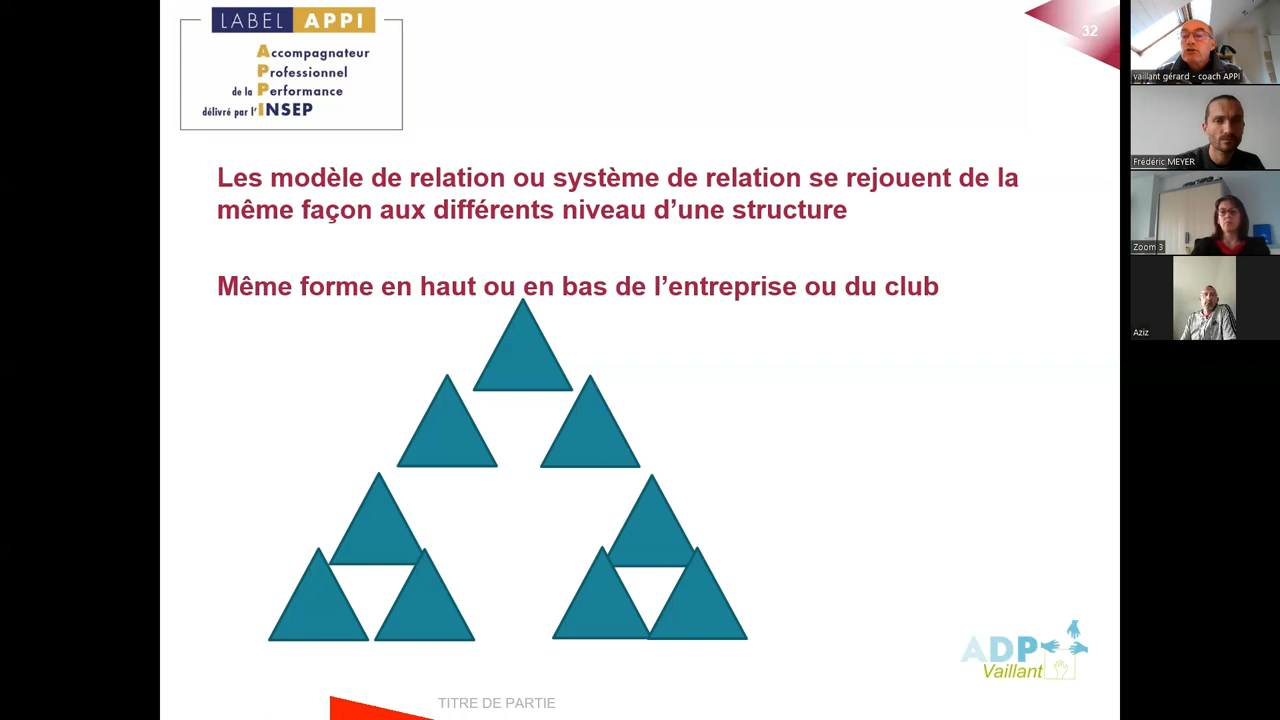 LABEL APPI
Accompagnateur
Professionnel
de la Performance
délivré par l'INSEP
32
Les modèle de relation ou système de relation se rejouent de la
même façon aux différents niveau d’une structure
Même forme en haut ou en bas de l’entreprise ou du club
ADP
Vaillant
TITRE DE PARTIE
vaillant gérard - coach APPI
Frédéric MEYER
Zoom 3
Aziz